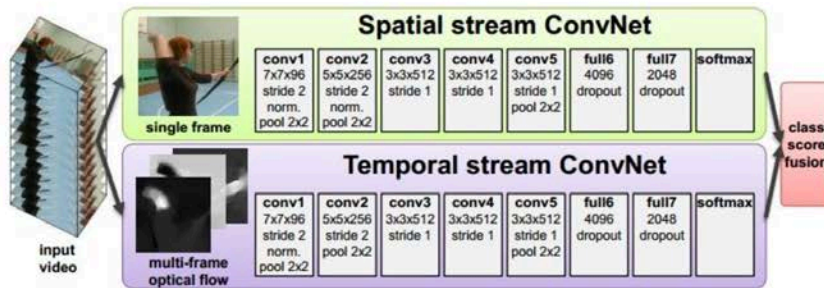 Spatial stream ConvNet
conv1
7x7x96
stride 2
norm.
pool 2x2
conv2
5x5x256
stride 2
norm.
pool 2x2
conv3
3x3x512
stride 1
conv4
3x3x512
stride 1
conv5
3x3x512
stride 1
pool 2x2
full6
4096
dropout
full7
2048
dropout
softmax
single frame
Temporal stream ConvNet
conv1
7x7x96
stride 2
norm.
pool 2x2
conv2
5x5x256
stride 2
pool 2x2
conv3
3x3x512
stride 1
conv4
3x3x512
stride 1
conv5
3x3x512
stride 1
pool 2x2
full6
4096
dropout
full7
2048
dropout
softmax
multi-frame
optical flow
input
video
class
score
fusion